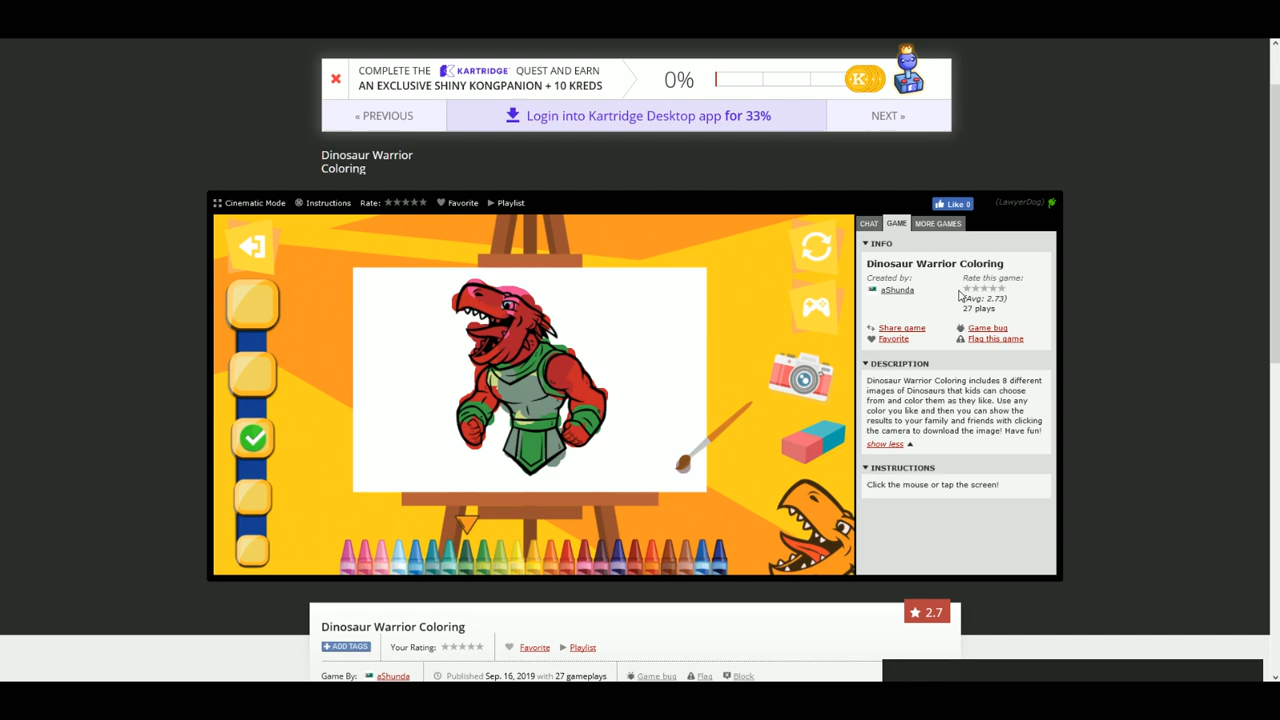 COMPLETE THE KARTRIDGE QUEST AND EARN
AN EXCLUSIVE SHINY KONGPANION + 10 KREDS
0%
K
« PREVIOUS
Login into Kartridge Desktop app for 33%
NEXT »
Dinosaur Warrior
Coloring
Cinematic Mode
Instructions
Rate:
Favorite
Playlist
Like 0
(LawyerDog)
CHAT
GAME
MORE GAMES
INFO
Dinosaur Warrior Coloring
Created by:
aShunda
Rate this game:
(Avg: 2.73)
27 plays
Share game
Game bug
Favorite
Flag this game
DESCRIPTION
Dinosaur Warrior Coloring includes 8 different
images of Dinosaurs that kids can choose
from and color them as they like. Use any
color you like and then you can show the
results to your family and friends with clicking
the camera to download the image! Have fun!
show less
INSTRUCTIONS
Click the mouse or tap the screen!
2.7
Dinosaur Warrior Coloring
+ ADD TAGS
Your Rating:
Favorite
Playlist
Game By: aShunda
Published Sep. 16, 2019 with 27 gameplays
Game bug
Flag
Block